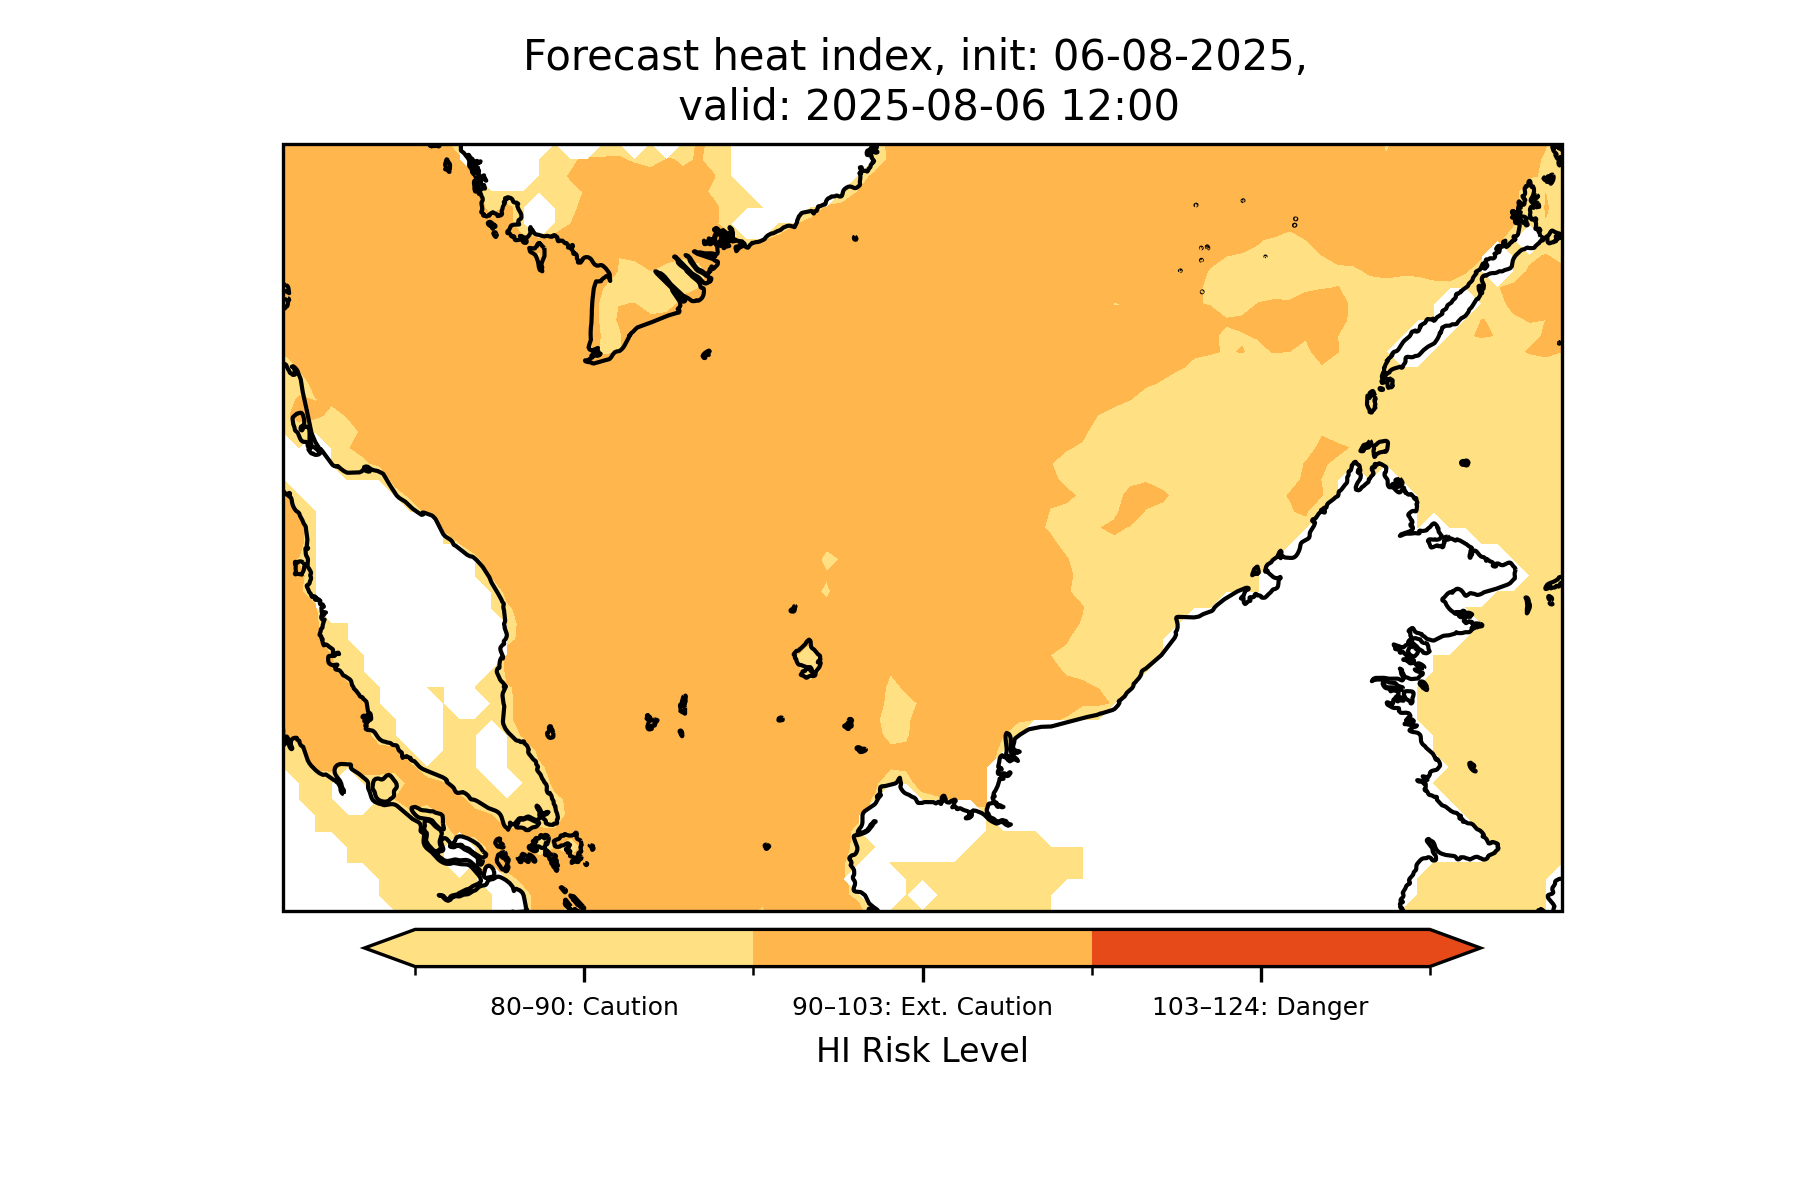 Forecast heat index, init: 06-08-2025,
valid: 2025-08-06 12:00
80–90: Caution
90–103: Ext. Caution
103–124: Danger
HI Risk Level